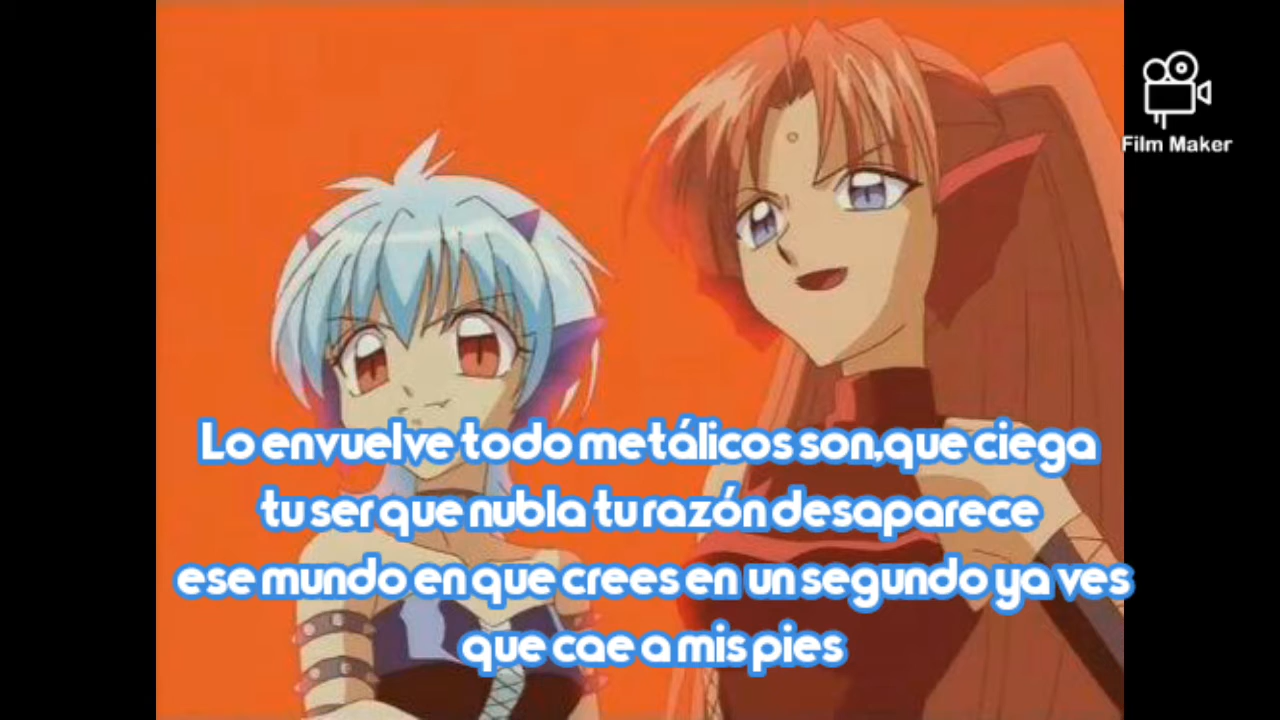 Film Maker
Lo envuelve todo metálicos son,que ciega
tu ser que nubla tu razón desaparece
ese mundo en que crees en un segundo ya ves
que cae a mis pies